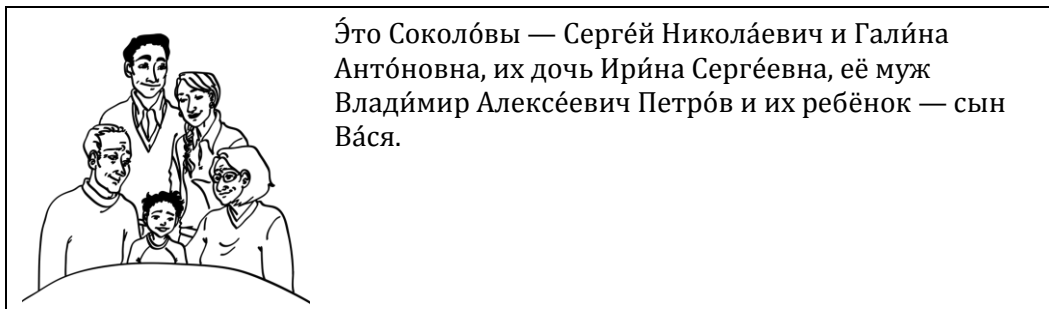 Э́то Соколо́вы — Серге́й Никола́евич и Гали́на
Анто́новна, их дочь Ири́на Серге́евна, её муж
Влади́мир Алексе́евич Петро́в и их ребёнок — сын
Ва́ся.